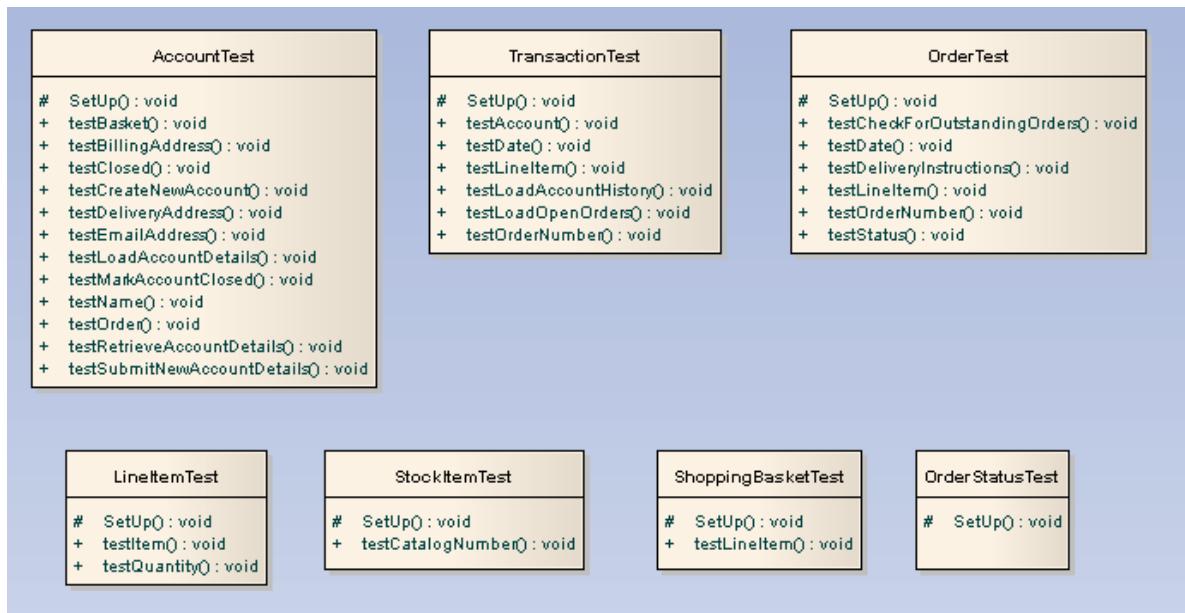 AccountTest
# SetUp() : void
+ testBasket() : void
+ testBillingAddress() : void
+ testClosed() : void
+ testCreateNewAccount() : void
+ testDeliveryAddress() : void
+ testEmailAddress() : void
+ testLoadAccountDetails() : void
+ testMarkAccountClosed() : void
+ testName() : void
+ testOrder() : void
+ testRetrieveAccountDetails() : void
+ testSubmitNewAccountDetails() : void
TransactionTest
# SetUp() : void
+ testAccount() : void
+ testDate() : void
+ testLineItem() : void
+ testLoadAccountHistory() : void
+ testLoadOpenOrders() : void
+ testOrderNumber() : void
OrderTest
# SetUp() : void
+ testCheckForOutstandingOrders() : void
+ testDate() : void
+ testDeliveryInstructions() : void
+ testLineItem() : void
+ testOrderNumber() : void
+ testStatus() : void
LineItemTest
# SetUp() : void
+ testItem() : void
+ testQuantity() : void
StockItemTest
# SetUp() : void
+ testCatalogNumber() : void
ShoppingBasketTest
# SetUp() : void
+ testLineItem() : void
OrderStatusTest
# SetUp() : void